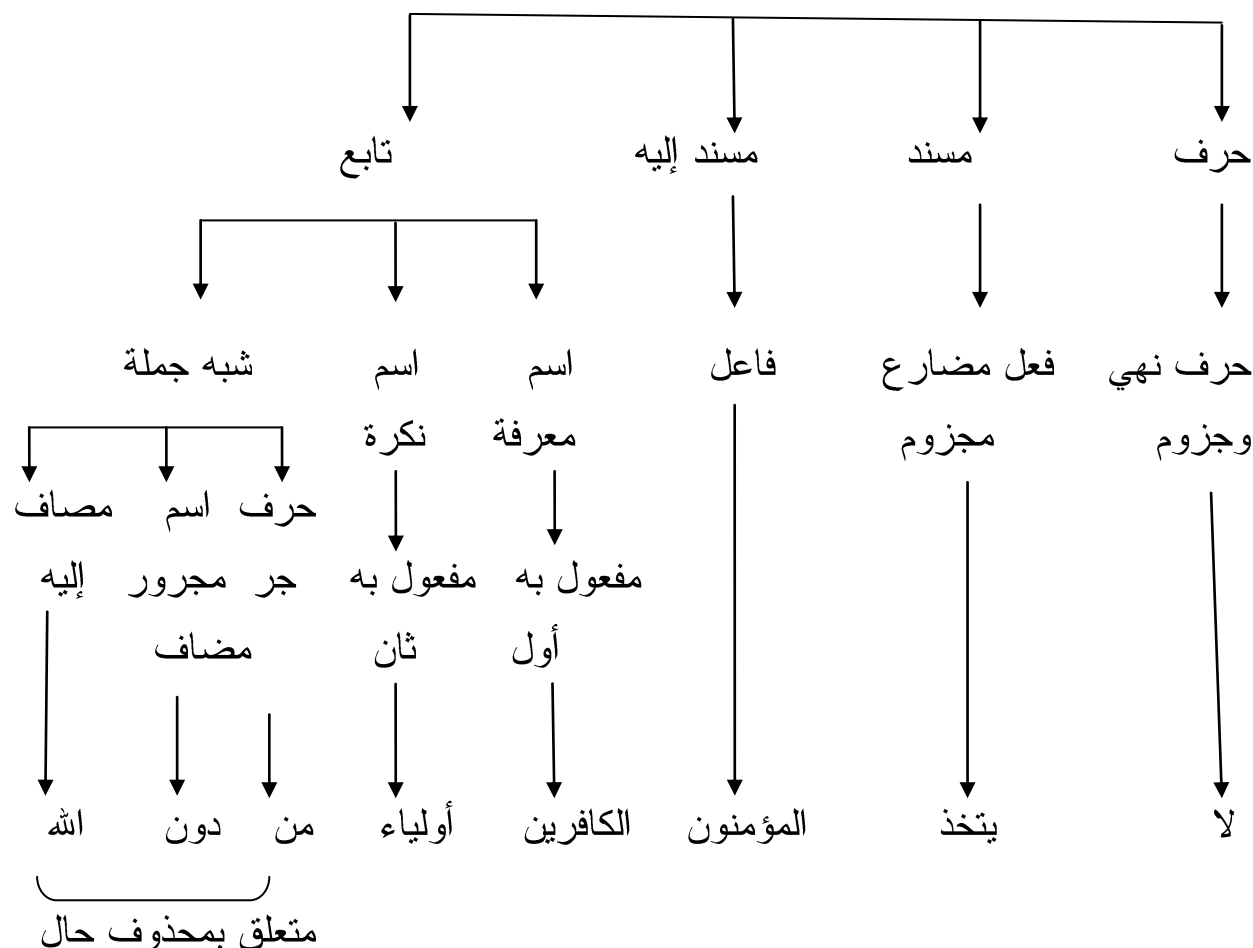 حرف مسند مسند إليه تابع
حرف نهي فعل مضارع فاعل اسم اسم شبه جملة
وجزوم مجزوم معرفة نكرة
حرف اسم مصاف
مفعول به مفعول به جر مجرور إليه
أول ثان مضاف
لا يتخذ المؤمنون الكافرين أولياء من دون الله
متعلق بمحذوف حال